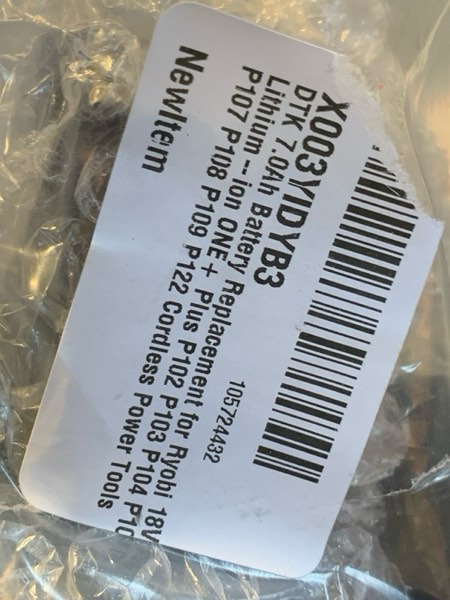 X003YIDYB3
DTK 7.0Ah Battery Replacement for Ryobi 18V
Lithium --ion ONE + Plus P102 P103 P104 P10
P107 P108 P109 P122 Cordless Power Tools
NewItem
105724432